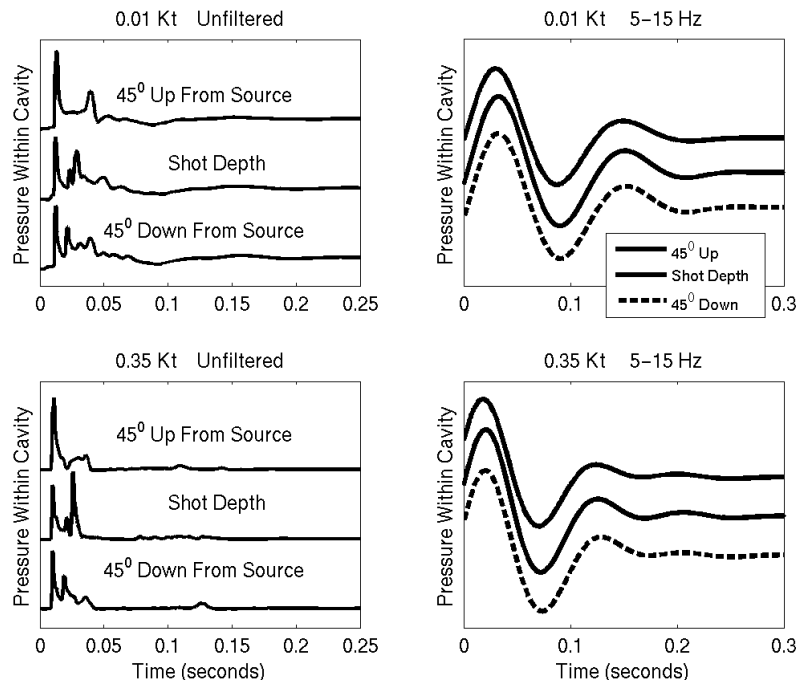 0.01 Kt Unfiltered
Pressure Within Cavity
45⁰ Up From Source
Shot Depth
45⁰ Down From Source
0 0.05 0.1 0.15 0.2 0.25
0.01 Kt 5–15 Hz
Pressure Within Cavity
45⁰ Up
Shot Depth
45⁰ Down
0 0.1 0.2 0.3
0.35 Kt Unfiltered
Pressure Within Cavity
45⁰ Up From Source
Shot Depth
45⁰ Down From Source
0 0.05 0.1 0.15 0.2 0.25
Time (seconds)
0.35 Kt 5–15 Hz
Pressure Within Cavity
0 0.1 0.2 0.3
Time (seconds)